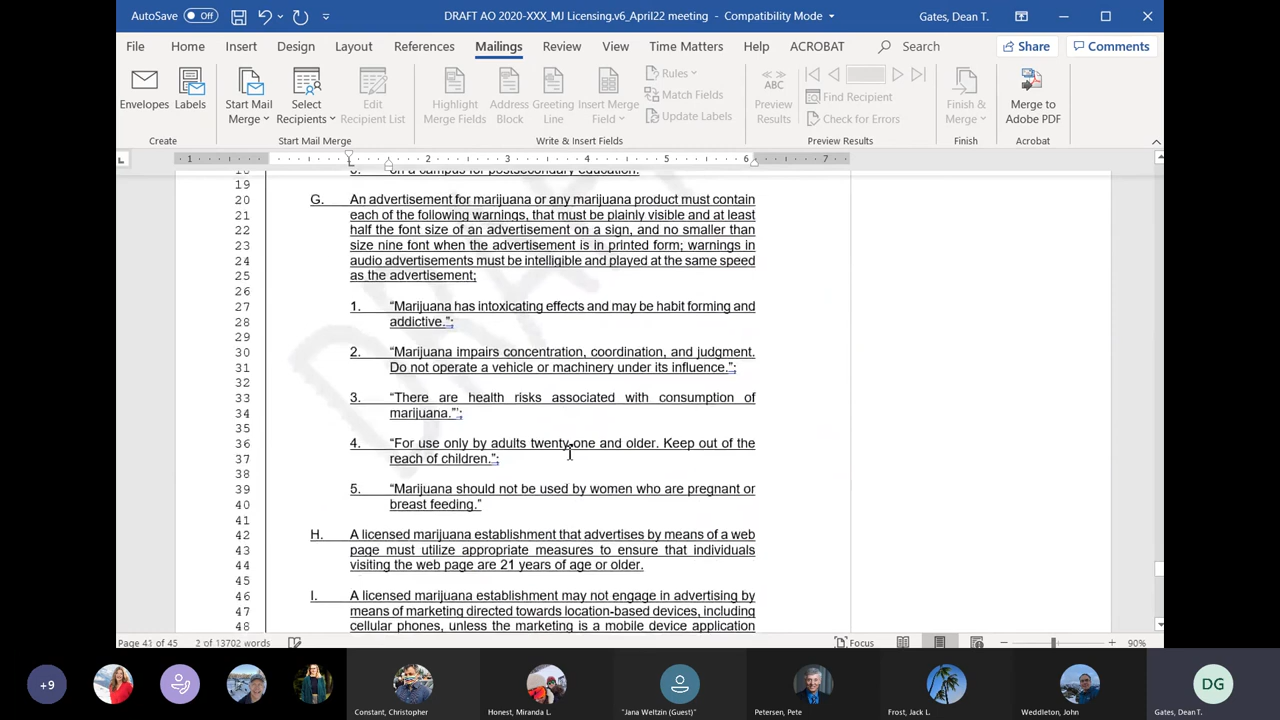 AutoSave Off DRAFT AO 2020-XXX_MJ Licensing.v6_April22 meeting - Compatibility Mode Gates, Dean T.
File Home Insert Design Layout References Mailings Review View Time Matters Help ACROBAT Search Share Comments
Envelopes Labels Start Mail Merge Select Recipients Edit Recipient List Highlight Merge Fields Address Block Greeting Line Insert Merge Field Rules Match Fields Update Labels Preview Results Find Recipient Check for Errors Finish & Merge Merge to Adobe PDF
Create Start Mail Merge Write & Insert Fields Preview Results Finish Acrobat
1 2 3 4 5 6 7
on a campus for postsecondary education.
19
20 G. An advertisement for marijuana or any marijuana product must contain
21 each of the following warnings, that must be plainly visible and at least
22 half the font size of an advertisement on a sign, and no smaller than
23 size nine font when the advertisement is in printed form; warnings in
24 audio advertisements must be intelligible and played at the same speed
25 as the advertisement;
26
27 1. “Marijuana has intoxicating effects and may be habit forming and
28 addictive.”;
29
30 2. “Marijuana impairs concentration, coordination, and judgment.
31 Do not operate a vehicle or machinery under its influence.”;
32
33 3. “There are health risks associated with consumption of
34 marijuana.”’;
35
36 4. “For use only by adults twenty-one and older. Keep out of the
37 reach of children.”;
38
39 5. “Marijuana should not be used by women who are pregnant or
40 breast feeding.”
41
42 H. A licensed marijuana establishment that advertises by means of a web
43 page must utilize appropriate measures to ensure that individuals
44 visiting the web page are 21 years of age or older.
45
46 I. A licensed marijuana establishment may not engage in advertising by
47 means of marketing directed towards location-based devices, including
48 cellular phones, unless the marketing is a mobile device application
Page 41 of 45 2 of 13702 words Focus 90%
+9 DG
Constant, Christopher Honest, Miranda L. "Jana Weltzin (Guest)" Petersen, Pete Frost, Jack L. Weddleton, John Gates, Dean T.